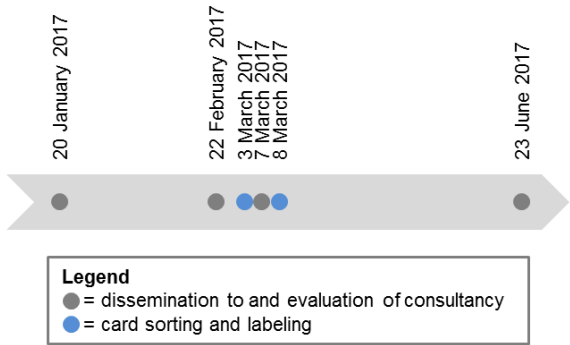 20 January 2017
22 February 2017
3 March 2017
7 March 2017
8 March 2017
23 June 2017
Legend
= dissemination to and evaluation of consultancy
= card sorting and labeling